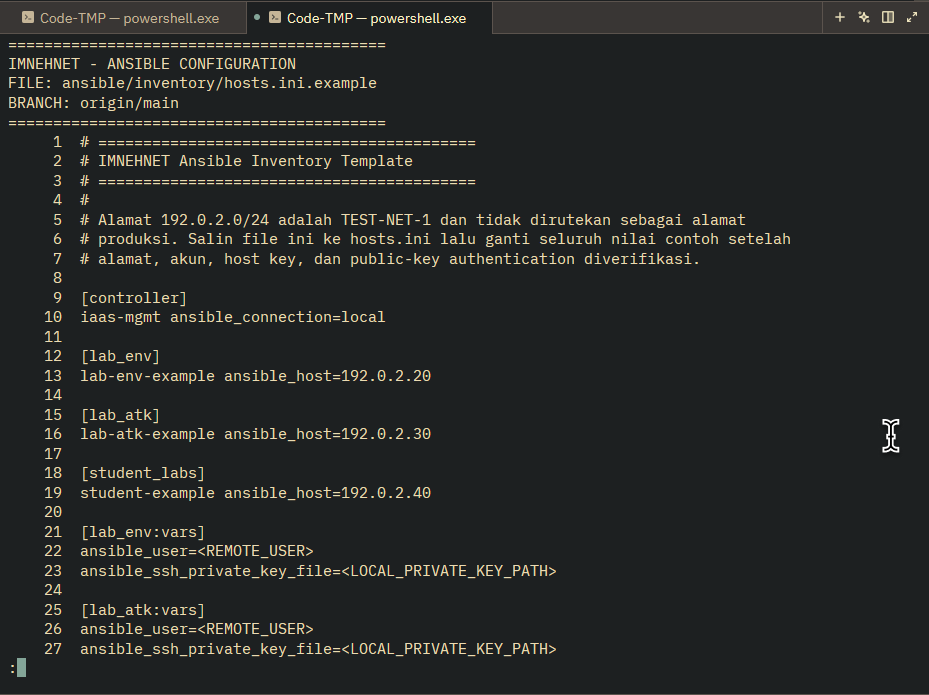 Code-TMP — powershell.exe
Code-TMP — powershell.exe
==========================================
IMNEHNET - ANSIBLE CONFIGURATION
FILE: ansible/inventory/hosts.ini.example
BRANCH: origin/main
==========================================
1 # ==========================================
2 # IMNEHNET Ansible Inventory Template
3 # ==========================================
4 #
5 # Alamat 192.0.2.0/24 adalah TEST-NET-1 dan tidak dirutekan sebagai alamat
6 # produksi. Salin file ini ke hosts.ini lalu ganti seluruh nilai contoh setelah
7 # alamat, akun, host key, dan public-key authentication diverifikasi.
8
9 [controller]
10 iaas-mgmt ansible_connection=local
11
12 [lab_env]
13 lab-env-example ansible_host=192.0.2.20
14
15 [lab_atk]
16 lab-atk-example ansible_host=192.0.2.30
17
18 [student_labs]
19 student-example ansible_host=192.0.2.40
20
21 [lab_env:vars]
22 ansible_user=<REMOTE_USER>
23 ansible_ssh_private_key_file=<LOCAL_PRIVATE_KEY_PATH>
24
25 [lab_atk:vars]
26 ansible_user=<REMOTE_USER>
27 ansible_ssh_private_key_file=<LOCAL_PRIVATE_KEY_PATH>
: